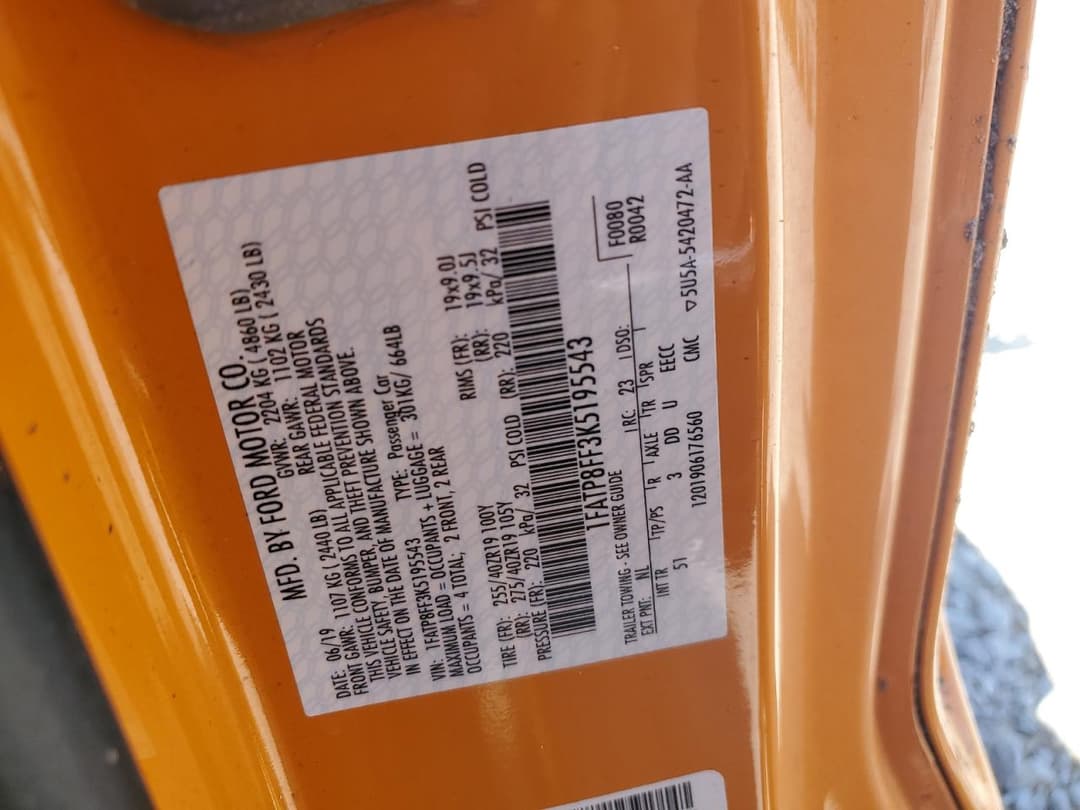 MFD. BY FORD MOTOR CO.
DATE: 06/19 GVWR: 2204 KG ( 4860 LB)
FRONT GAWR: 1107 KG ( 2440 LB) REAR GAWR: 1102 KG ( 2430 LB)
THIS VEHICLE CONFORMS TO ALL APPLICABLE FEDERAL MOTOR
VEHICLE SAFETY, BUMPER, AND THEFT PREVENTION STANDARDS
IN EFFECT ON THE DATE OF MANUFACTURE SHOWN ABOVE.
VIN: 1FATP8FF3K5195543 TYPE: Passenger Car
MAXIMUM LOAD = OCCUPANTS + LUGGAGE = 301KG/ 664LB
OCCUPANTS = 4 TOTAL; 2 FRONT, 2 REAR
TIRE (FR): 255/40ZR19 100Y RIMS (FR): 19x9.0J
(RR): 275/40ZR19 105Y (RR): 19x9.5J
PRESSURE (FR): 220 kPa/ 32 PSI COLD (RR): 220 kPa/ 32 PSI COLD
1FATP8FF3K5195543
F0080
R0042
TRAILER TOWING - SEE OWNER GUIDE
EXT PNT: NL RC: 23 DSO:
INT TR TP/PS R AXLE TR SPR
51 3 DD U EECC
1201906176560 CMC ▽5U5A-5420472-AA